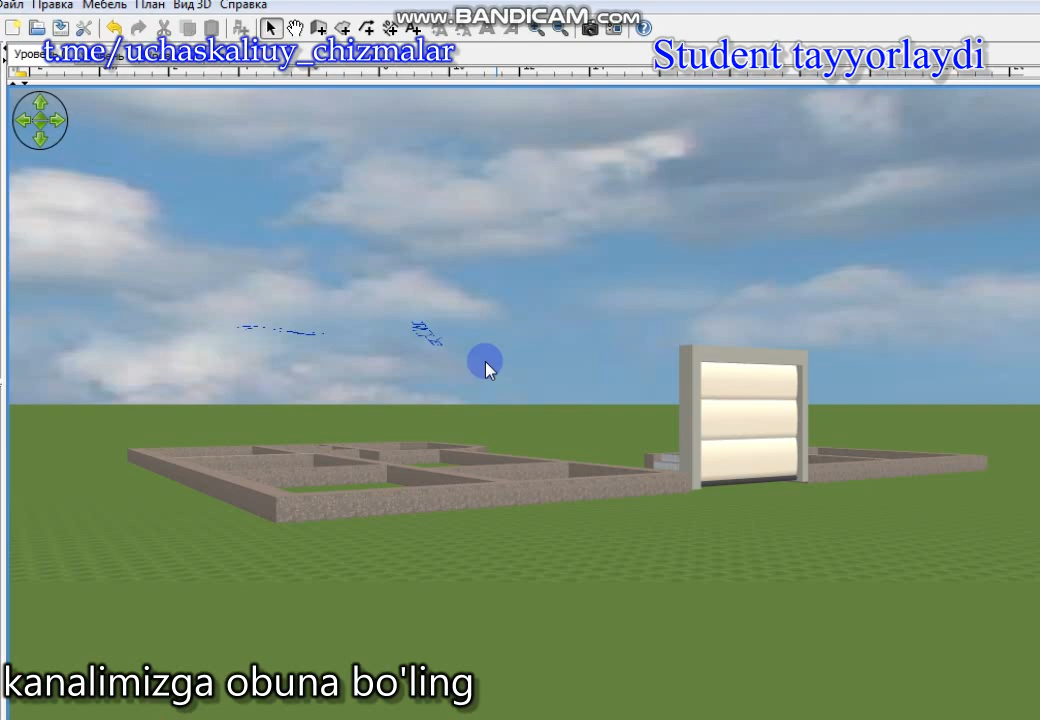 Файл Правка Мебель План Вид 3D Справка
www.BANDICAM.com
t.me/uchaskaliuy_chizmalar
Student tayyorlaydi
kanalimizga obuna bo'ling